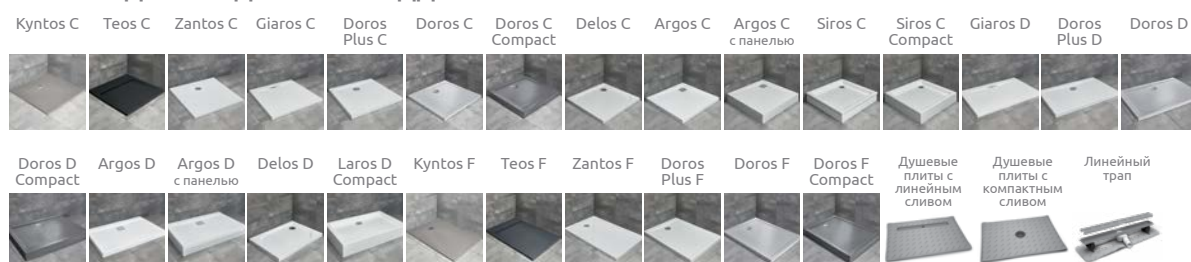 Kyntos C
Teos C
Zantos C
Giaros C
Doros
Plus C
Doros C
Doros C
Compact
Delos C
Argos C
Argos C
с панелью
Siros C
Siros C
Compact
Giaros D
Doros
Plus D
Doros D
Doros D
Compact
Argos D
Argos D
с панелью
Delos D
Laros D
Compact
Kyntos F
Teos F
Zantos F
Doros
Plus F
Doros F
Doros F
Compact
Душевые
плиты с
линейным
сливом
Душевые
плиты с
компактным
сливом
Линейный
трап